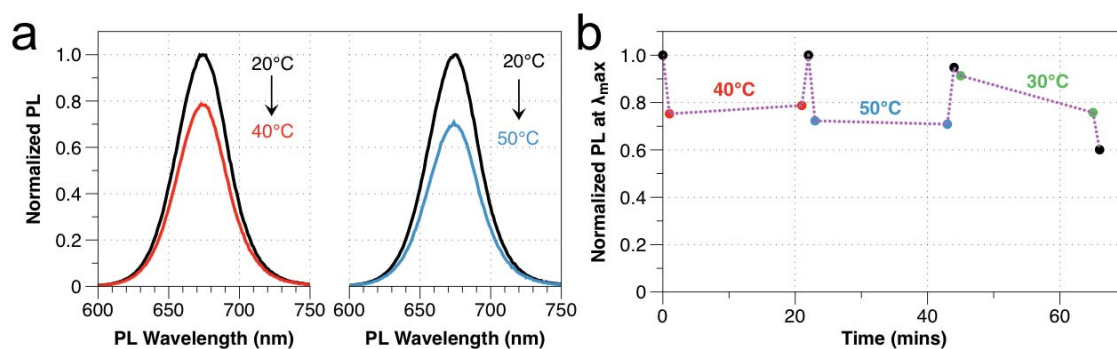 a
Normalized PL
1.0
0.8
0.6
0.4
0.2
0
20°C
40°C
20°C
50°C
600 650 700 750
600 650 700 750
PL Wavelength (nm)
PL Wavelength (nm)
b
Normalized PL at λmax
1.0
0.8
0.6
0.4
0.2
0
40°C
50°C
30°C
0 20 40 60
Time (mins)